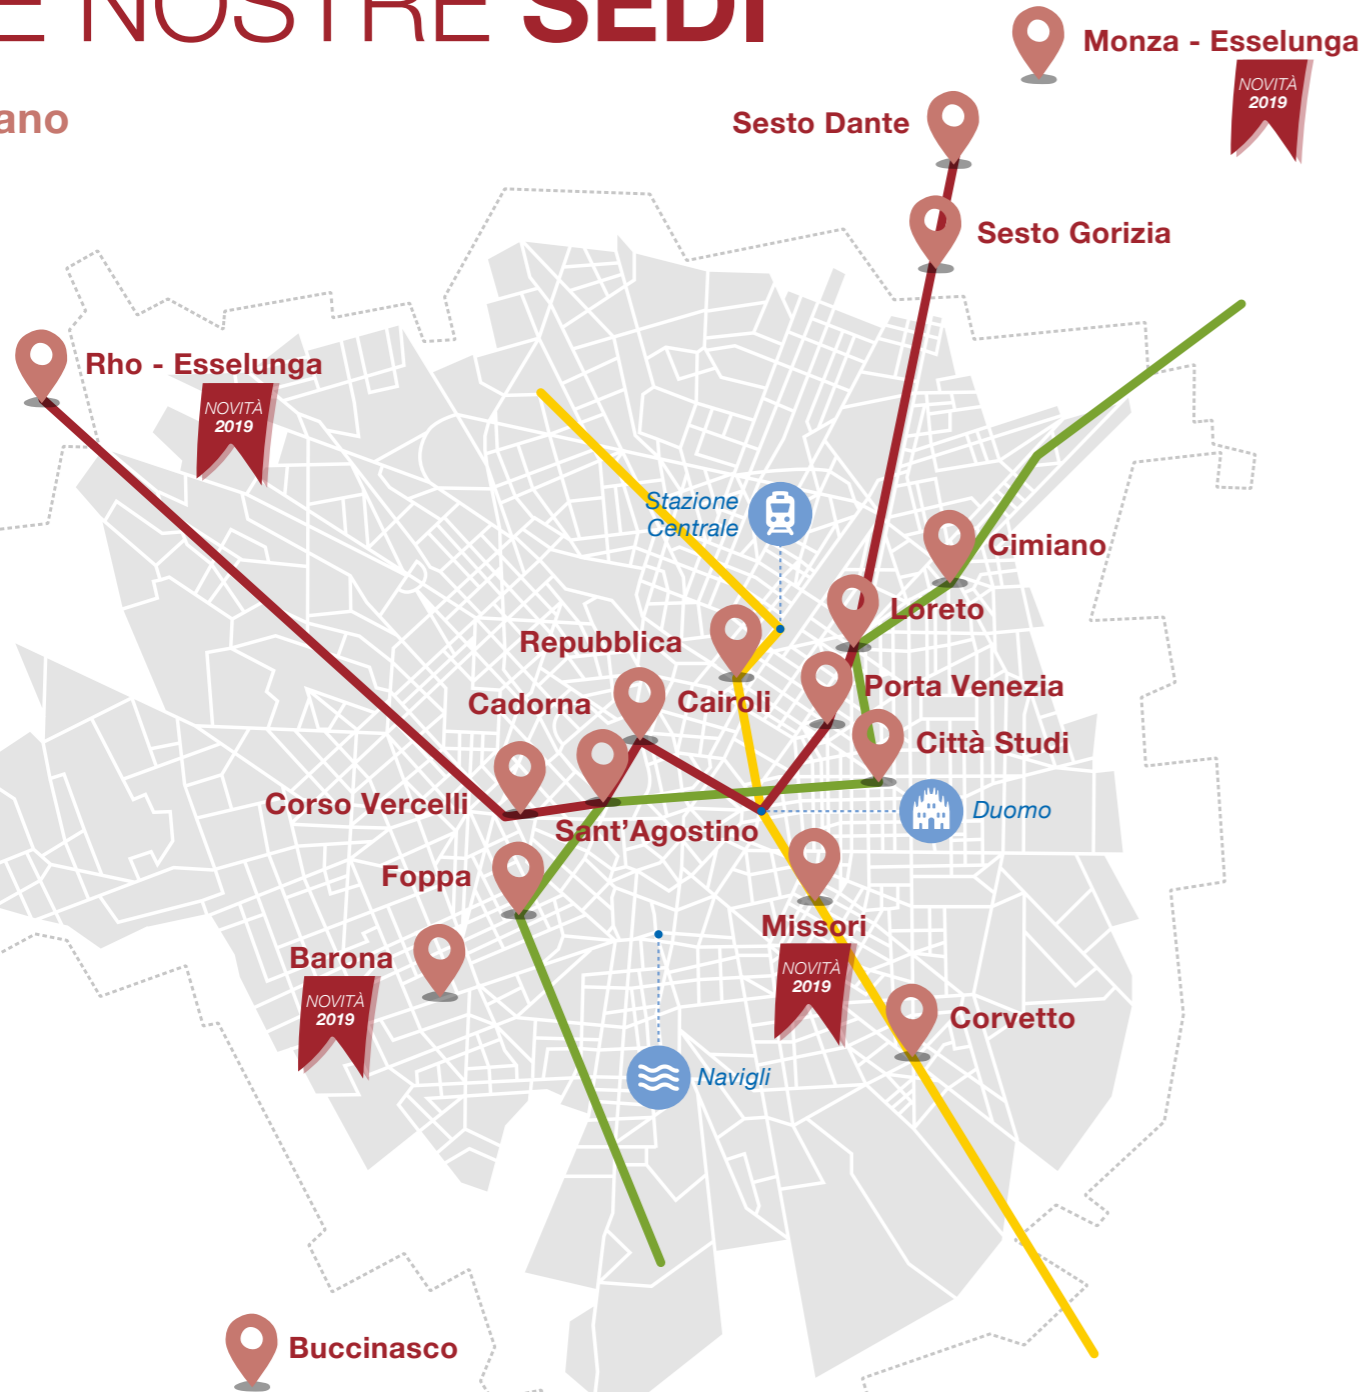 E NOSTRE SEDI
ano
Monza - Esselunga
NOVITÀ
2019
Sesto Dante
Sesto Gorizia
Rho - Esselunga
NOVITÀ
2019
Stazione
Centrale
Cimiano
Loreto
Repubblica
Cadorna
Cairoli
Porta Venezia
Città Studi
Corso Vercelli
Duomo
Sant'Agostino
Foppa
Missori
NOVITÀ
2019
Barona
NOVITÀ
2019
Corvetto
Navigli
Buccinasco